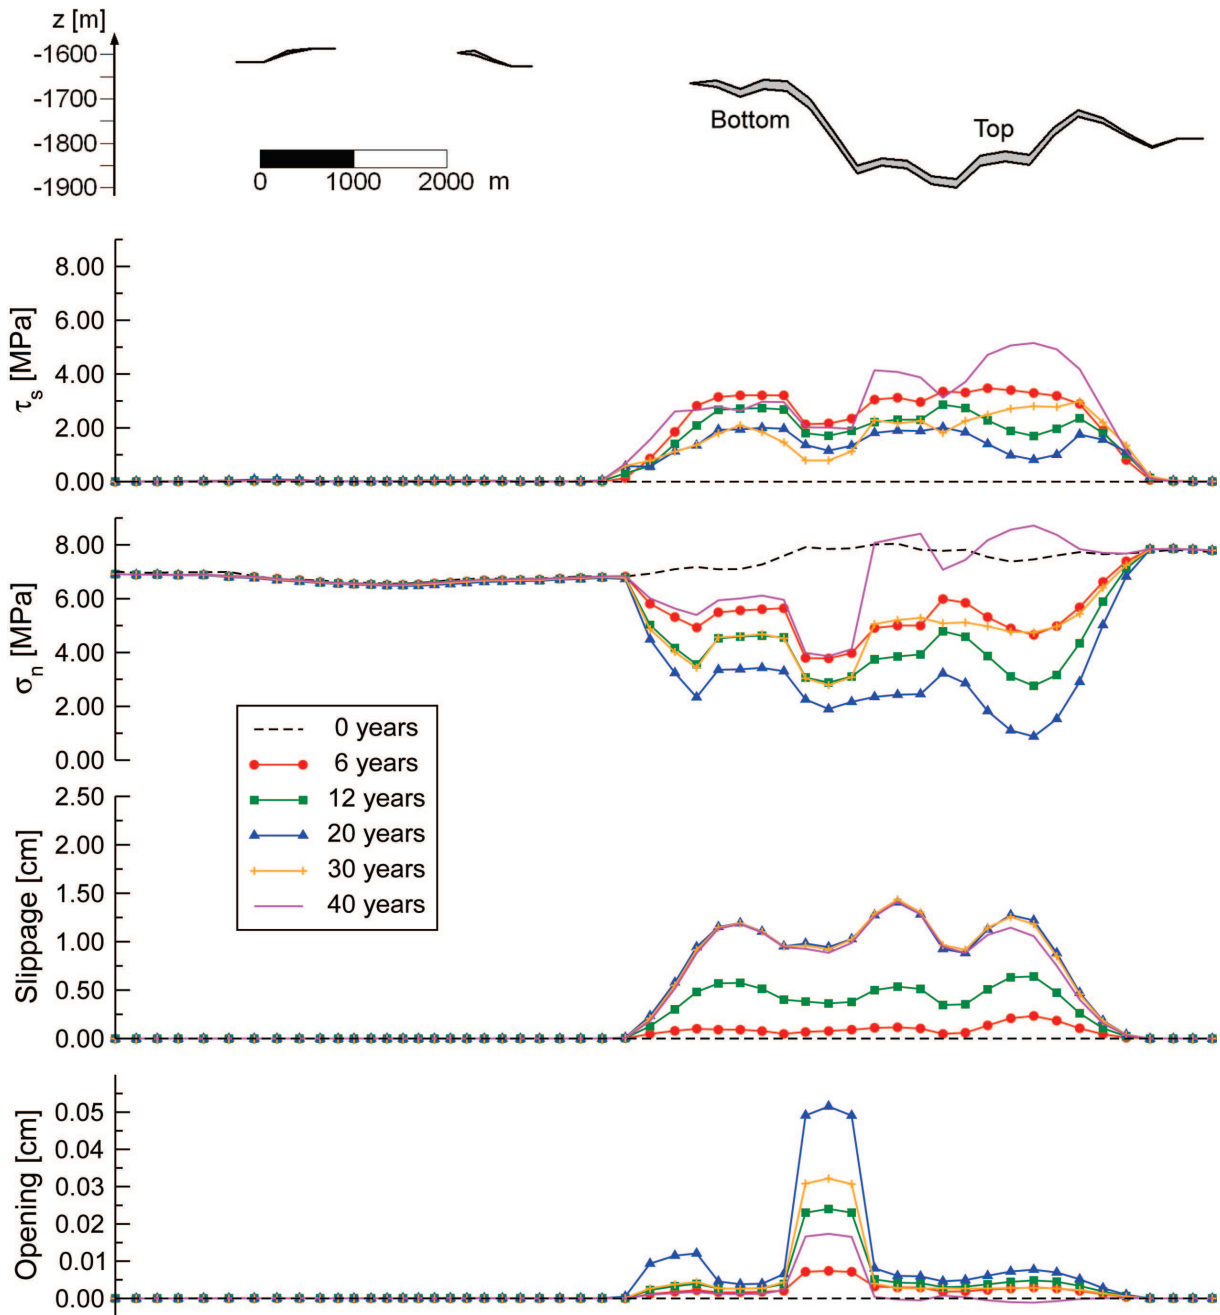 z [m]
-1600
-1700
-1800
-1900
Bottom
Top
0 1000 2000 m
τs [MPa]
8.00
6.00
4.00
2.00
0.00
σn [MPa]
8.00
6.00
4.00
2.00
0.00
0 years
6 years
12 years
20 years
30 years
40 years
Slippage [cm]
2.50
2.00
1.50
1.00
0.50
0.00
Opening [cm]
0.05
0.04
0.03
0.02
0.01
0.00